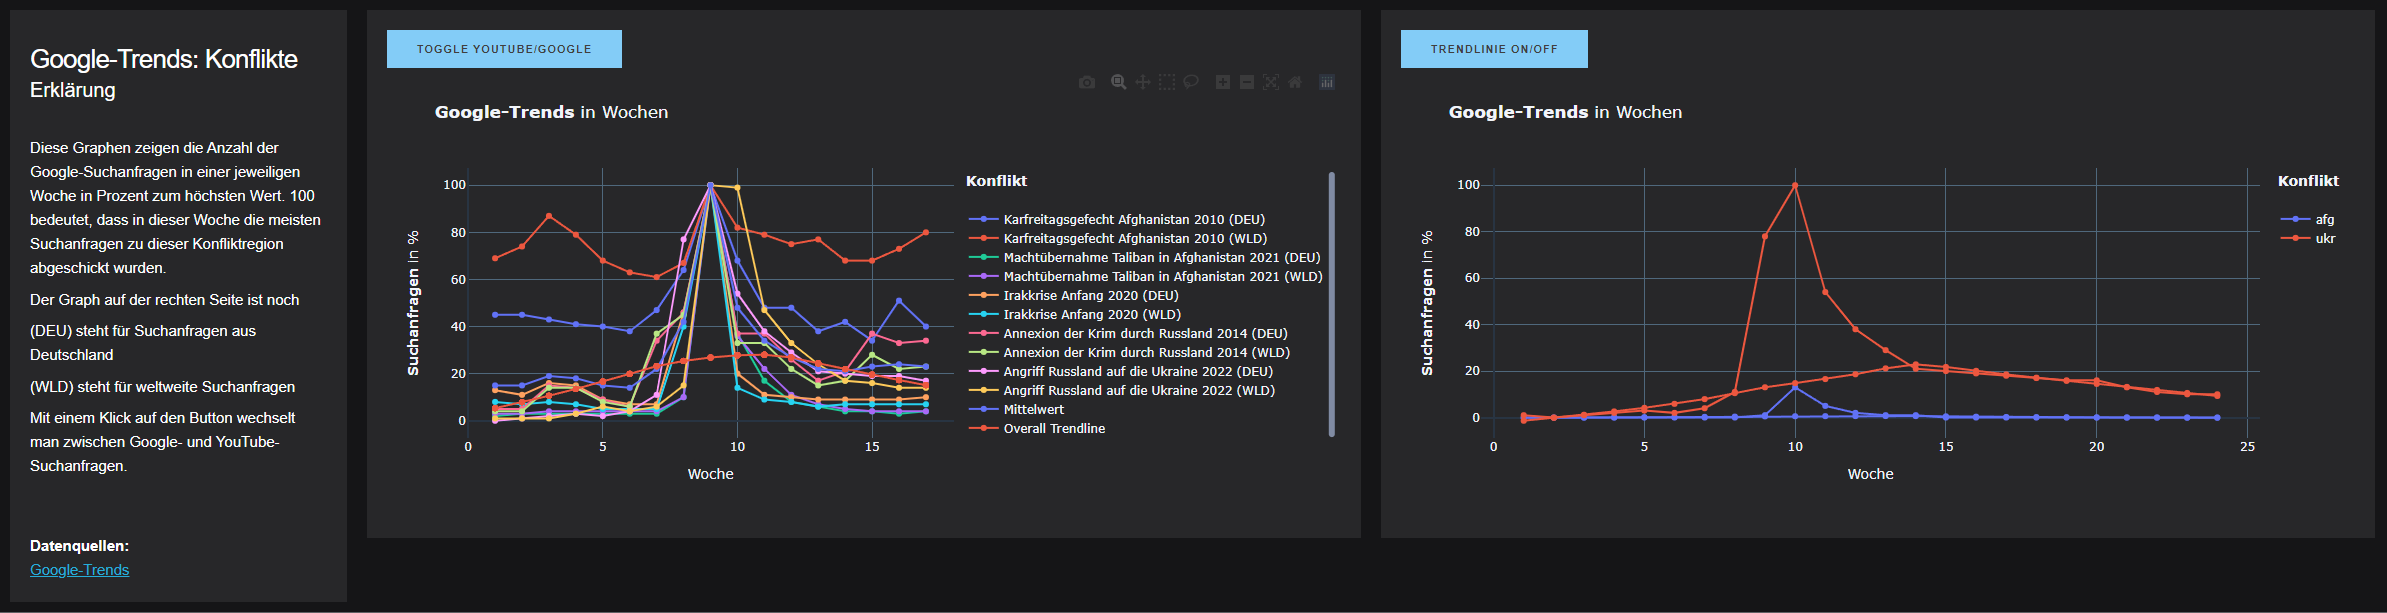 Google-Trends: Konflikte
Erklärung
Diese Graphen zeigen die Anzahl der
Google-Suchanfragen in einer jeweiligen
Woche in Prozent zum höchsten Wert. 100
bedeutet, dass in dieser Woche die meisten
Suchanfragen zu dieser Konfliktregion
abgeschickt wurden.
Der Graph auf der rechten Seite ist noch
(DEU) steht für Suchanfragen aus
Deutschland
(WLD) steht für weltweite Suchanfragen
Mit einem Klick auf den Button wechselt
man zwischen Google- und YouTube-
Suchanfragen.
Datenquellen:
Google-Trends
TOGGLE YOUTUBE/GOOGLE
Google-Trends in Wochen
Suchanfragen in %
100
80
60
40
20
0
0 5 10 15
Woche
Konflikt
Karfreitagsgefecht Afghanistan 2010 (DEU)
Karfreitagsgefecht Afghanistan 2010 (WLD)
Machtübernahme Taliban in Afghanistan 2021 (DEU)
Machtübernahme Taliban in Afghanistan 2021 (WLD)
Irakkrise Anfang 2020 (DEU)
Irakkrise Anfang 2020 (WLD)
Annexion der Krim durch Russland 2014 (DEU)
Annexion der Krim durch Russland 2014 (WLD)
Angriff Russland auf die Ukraine 2022 (DEU)
Angriff Russland auf die Ukraine 2022 (WLD)
Mittelwert
Overall Trendline
TRENDLINIE ON/OFF
Google-Trends in Wochen
Suchanfragen in %
100
80
60
40
20
0
0 5 10 15 20 25
Woche
Konflikt
afg
ukr